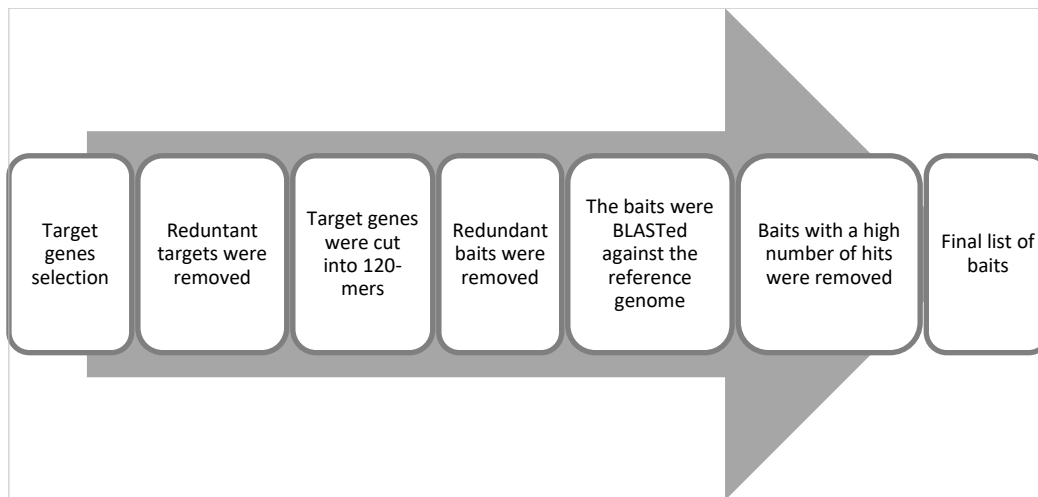 Target
genes
selection
Reduntant
targets were
removed
Target genes
were cut
into 120-
mers
Redundant
baits were
removed
The baits were
BLASTed
against the
reference
genome
Baits with a high
number of hits
were removed
Final list of
baits